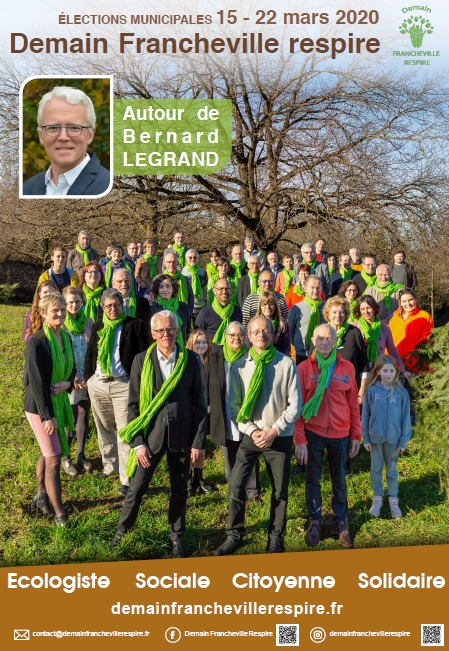 ÉLECTIONS MUNICIPALES 15 - 22 mars 2020
Demain Francheville respire
Demain
FRANCHEVILLE
RESPIRE
Autour de
Bernard
LEGRAND
Ecologiste Sociale Citoyenne Solidaire
demainfranchevillerespire.fr
contact@demainfranchevillerespire.fr Demain Francheville Respire demainfranchevillerespire